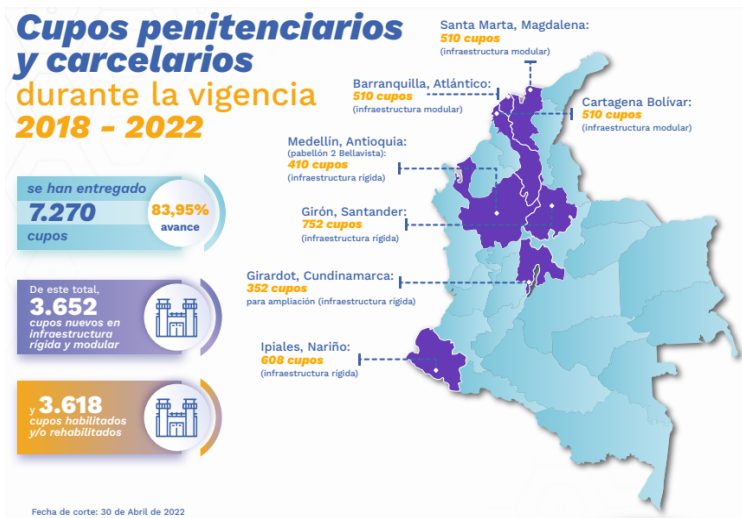 Cupos penitenciarios
y carcelarios
durante la vigencia
2018 - 2022
se han entregado
7.270
cupos
83,95%
avance
De este total,
3.652
cupos nuevos en
infraestructura
rígida y modular
y 3.618
cupos habilitados
y/o rehabilitados
Santa Marta, Magdalena:
510 cupos
(infraestructura modular)
Barranquilla, Atlántico:
510 cupos
(infraestructura modular)
Cartagena Bolívar:
510 cupos
(infraestructura modular)
Medellín, Antioquia
(pabellón 2 Bellavista):
410 cupos
(infraestructura rígida)
Girón, Santander:
752 cupos
(infraestructura rígida)
Girardot, Cundinamarca:
352 cupos
para ampliación (infraestructura rígida)
Ipiales, Nariño:
608 cupos
(infraestructura rígida)
Fecha de corte: 30 de Abril de 2022